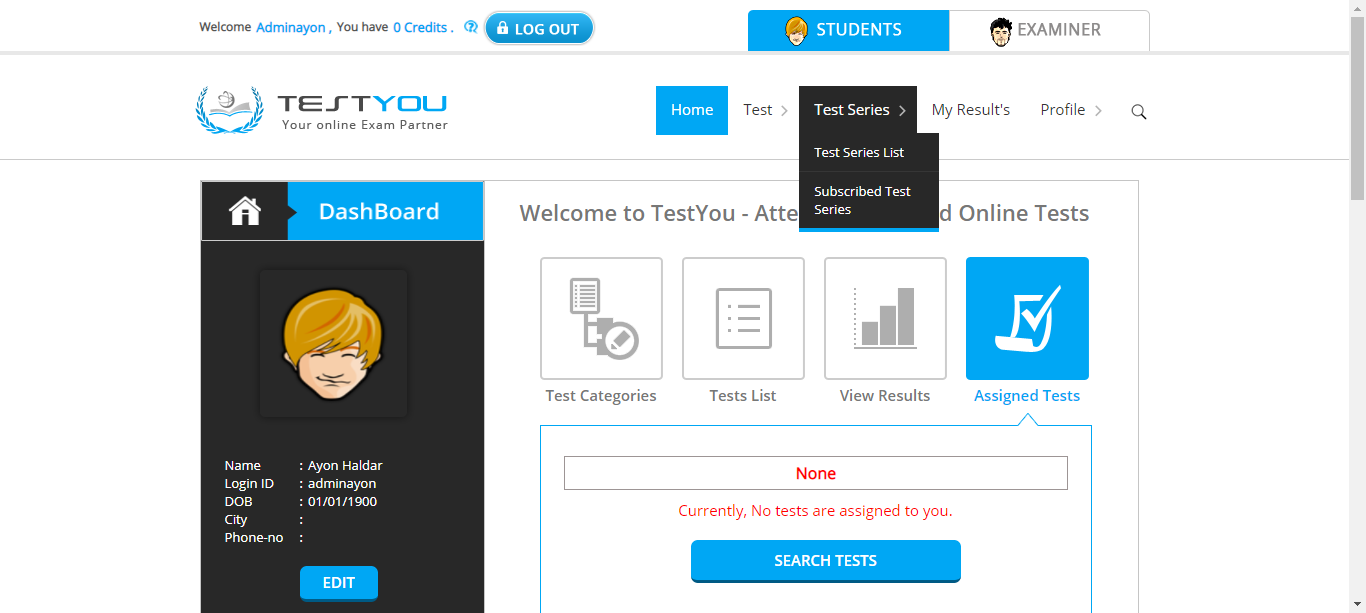 Welcome Adminayon , You have 0 Credits . LOG OUT
STUDENTS
EXAMINER
TESTYOU
Your online Exam Partner
Home Test Test Series My Result's Profile
Test Series List
Subscribed Test
Series
DashBoard
Welcome to TestYou - Atte d Online Tests
Test Categories Tests List View Results Assigned Tests
Name : Ayon Haldar
Login ID : adminayon
DOB : 01/01/1900
City :
Phone-no :
EDIT
None
Currently, No tests are assigned to you.
SEARCH TESTS